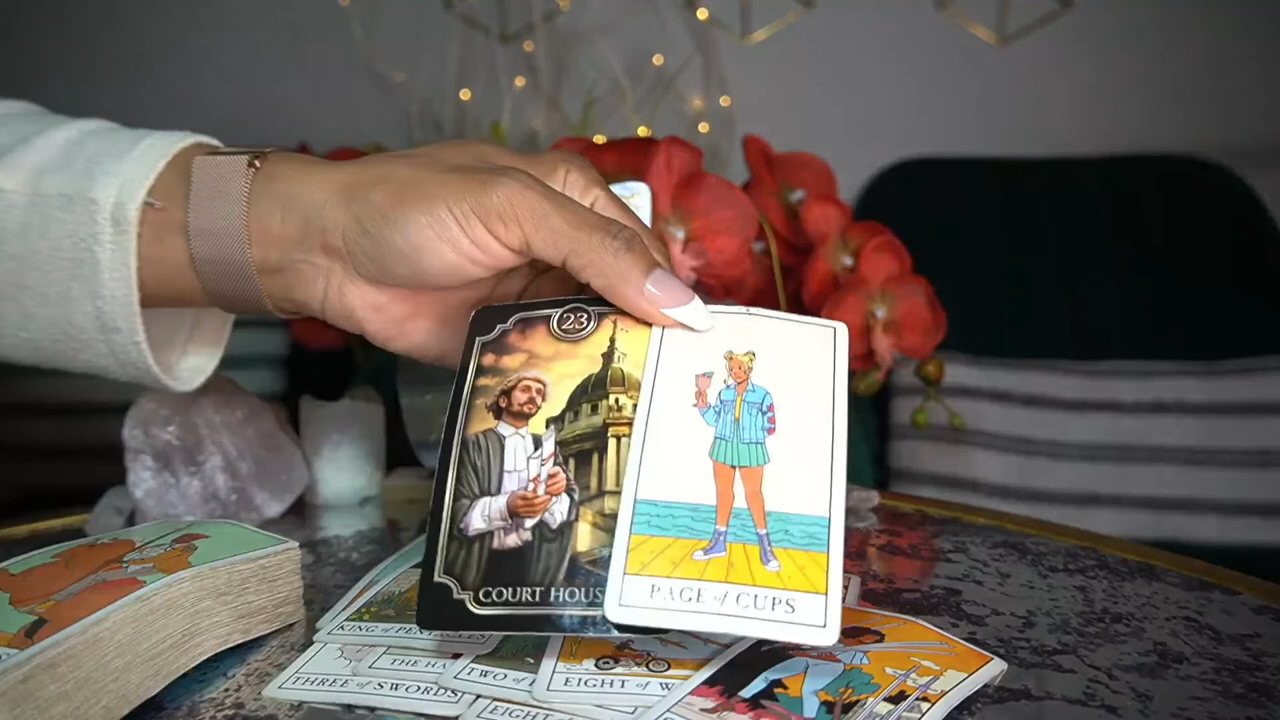 23
COURT HOUS
PAGE of CUPS
KING of PENTACLES
THE HA
TWO of
EIGHT of W
THREE of SWORDS
EIGHT of